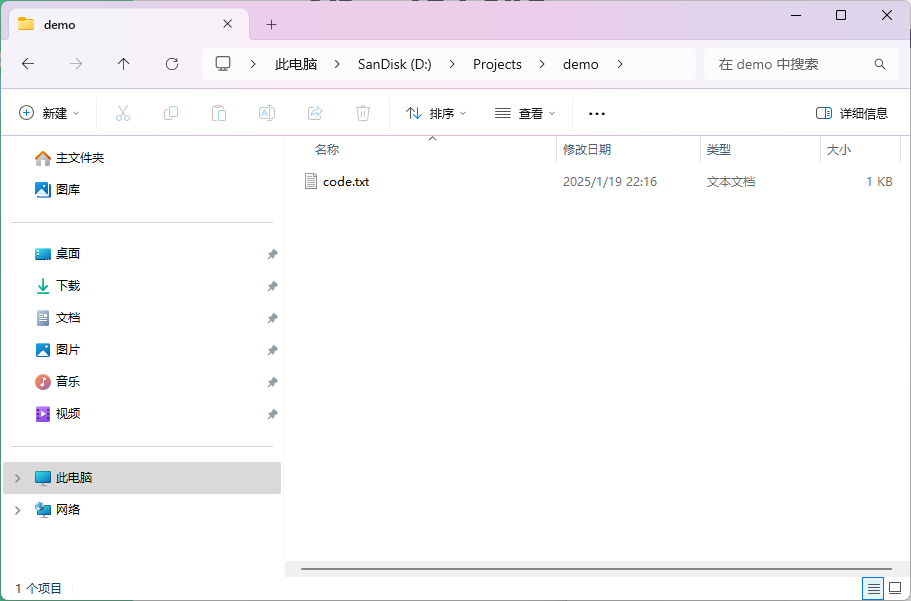 demo
此电脑 SanDisk (D:) Projects demo 在 demo 中搜索
新建 排序 查看 详细信息
主文件夹
图库
桌面
下载
文档
图片
音乐
视频
此电脑
网络
名称 修改日期 类型 大小
code.txt 2025/1/19 22:16 文本文档 1 KB
1 个项目